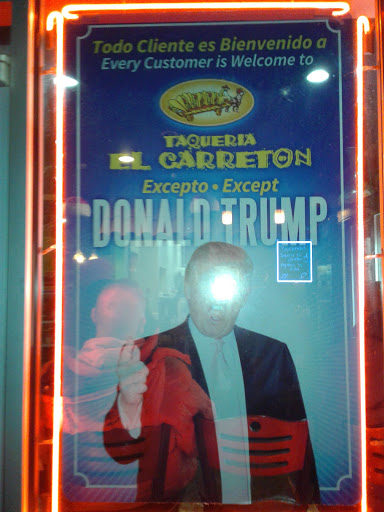 Todo Cliente es Bienvenido a
Every Customer is Welcome to
TAQUERIA
EL CARRETON
Excepto • Except
DONALD TRUMP